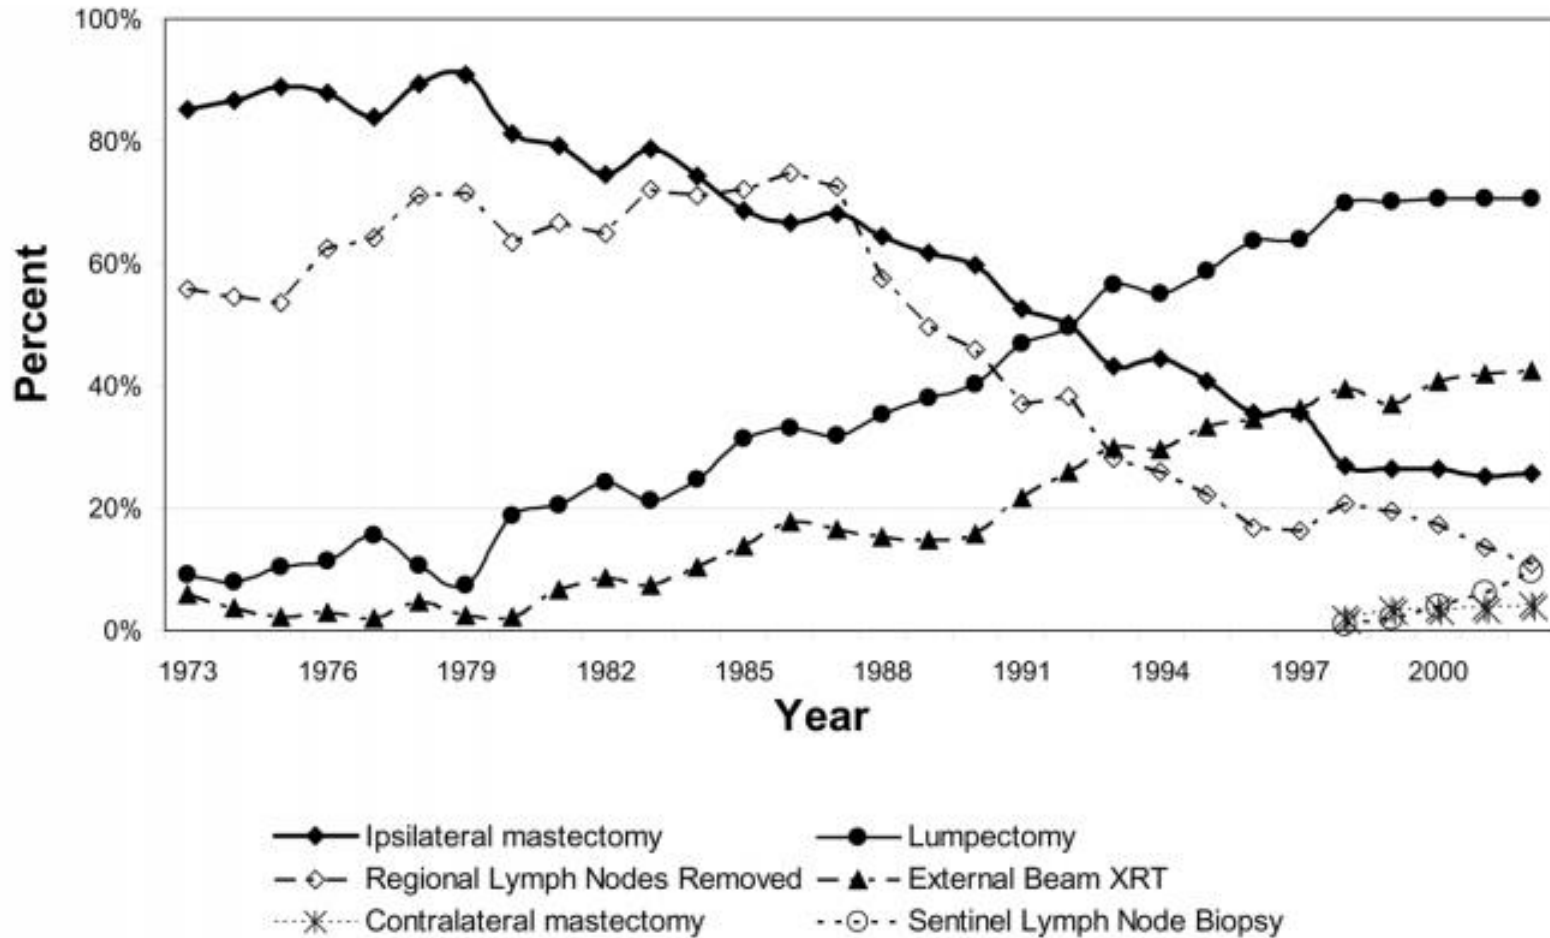 100%
80%
60%
40%
20%
0%
Percent
1973 1976 1979 1982 1985 1988 1991 1994 1997 2000
Year
Ipsilateral mastectomy Lumpectomy
Regional Lymph Nodes Removed External Beam XRT
Contralateral mastectomy Sentinel Lymph Node Biopsy